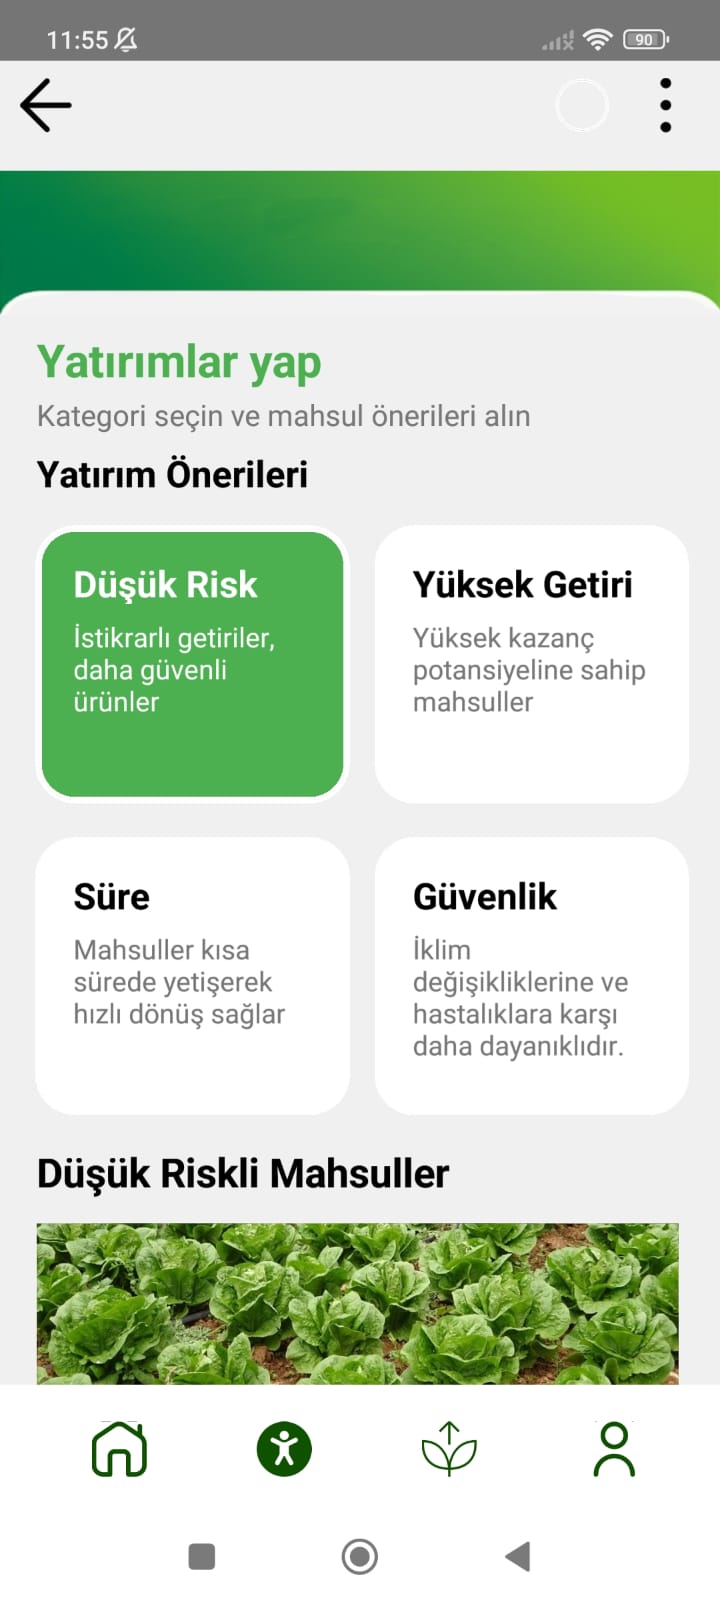 11:55
90
Yatırımlar yap
Kategori seçin ve mahsul önerileri alın
Yatırım Önerileri
Düşük Risk
İstikrarlı getiriler,
daha güvenli
ürünler
Yüksek Getiri
Yüksek kazanç
potansiyeline sahip
mahsuller
Süre
Mahsuller kısa
sürede yetişerek
hızlı dönüş sağlar
Güvenlik
İklim
değişikliklerine ve
hastalıklara karşı
daha dayanıklıdır.
Düşük Riskli Mahsuller